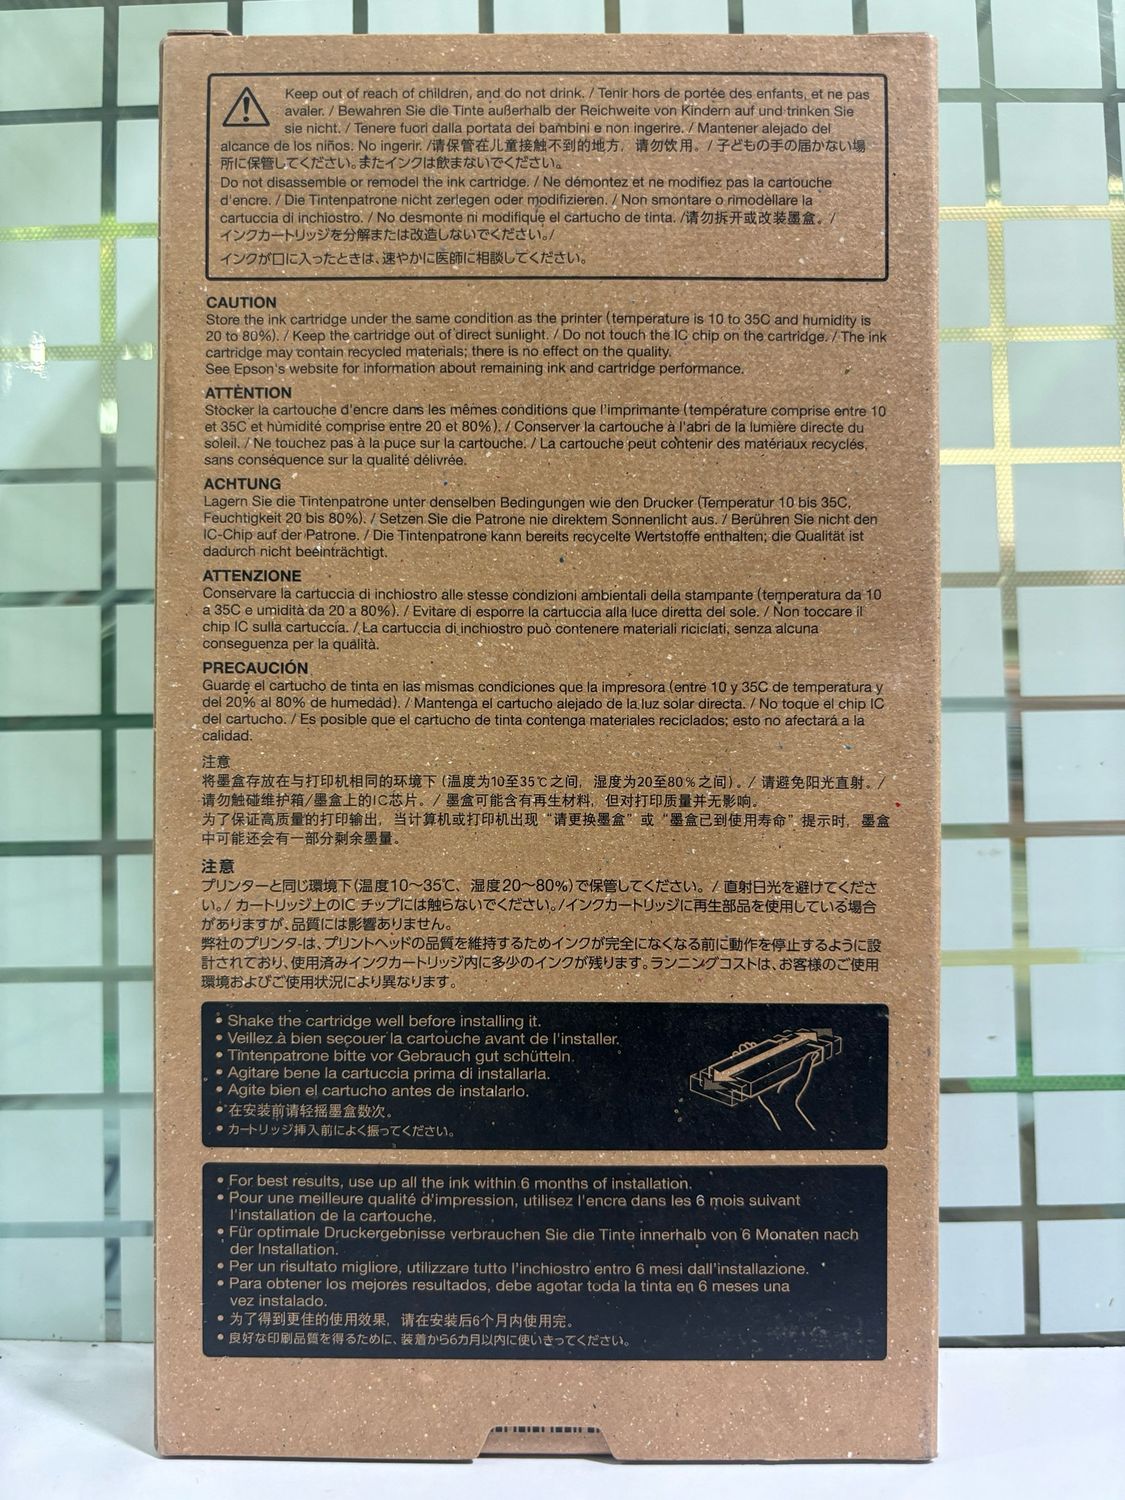 Keep out of reach of children, and do not drink. / Tenir hors de portée des enfants, et ne pas
avaler. / Bewahren Sie die Tinte außerhalb der Reichweite von Kindern auf und trinken Sie
sie nicht. / Tenere fuori dalla portata dei bambini e non ingerire. / Mantener alejado del
alcance de los niños. No ingerir. /请保管在儿童接触不到的地方，请勿饮用。/ 子どもの手の届かない場
所に保管してください。またインクは飲まないでください。
Do not disassemble or remodel the ink cartridge. / Ne démontez et ne modifiez pas la cartouche
d'encre. / Die Tintenpatrone nicht zerlegen oder modifizieren. / Non smontare o rimodellare la
cartuccia di inchiostro. / No desmonte ni modifique el cartucho de tinta. /请勿拆开或改装墨盒。/
インクカートリッジを分解または改造しないでください。/
インクが口に入ったときは、速やかに医師に相談してください。
CAUTION
Store the ink cartridge under the same condition as the printer (temperature is 10 to 35C and humidity is
20 to 80%). / Keep the cartridge out of direct sunlight. / Do not touch the IC chip on the cartridge. / The ink
cartridge may contain recycled materials; there is no effect on the quality.
See Epson's website for information about remaining ink and cartridge performance.
ATTENTION
Stocker la cartouche d'encre dans les mêmes conditions que l'imprimante (température comprise entre 10
et 35C et humidité comprise entre 20 et 80%). / Conserver la cartouche à l'abri de la lumière directe du
soleil. / Ne touchez pas à la puce sur la cartouche. / La cartouche peut contenir des matériaux recyclés,
sans conséquence sur la qualité délivrée.
ACHTUNG
Lagern Sie die Tintenpatrone unter denselben Bedingungen wie den Drucker (Temperatur 10 bis 35C,
Feuchtigkeit 20 bis 80%). / Setzen Sie die Patrone nie direktem Sonnenlicht aus. / Berühren Sie nicht den
IC-Chip auf der Patrone. / Die Tintenpatrone kann bereits recycelte Wertstoffe enthalten; die Qualität ist
dadurch nicht beeinträchtigt.
ATTENZIONE
Conservare la cartuccia di inchiostro alle stesse condizioni ambientali della stampante (temperatura da 10
a 35C e umidità da 20 a 80%). / Evitare di esporre la cartuccia alla luce diretta del sole. / Non toccare il
chip IC sulla cartuccia. / La cartuccia di inchiostro può contenere materiali riciclati, senza alcuna
conseguenza per la qualità.
PRECAUCIÓN
Guarde el cartucho de tinta en las mismas condiciones que la impresora (entre 10 y 35C de temperatura y
del 20% al 80% de humedad). / Mantenga el cartucho alejado de la luz solar directa. / No toque el chip IC
del cartucho. / Es posible que el cartucho de tinta contenga materiales reciclados; esto no afectará a la
calidad.
注意
将墨盒存放在与打印机相同的环境下 (温度为10至35℃之间，湿度为20至80%之间)。/ 请避免阳光直射。/
请勿触碰维护箱/墨盒上的IC芯片。/ 墨盒可能含有再生材料，但对打印质量并无影响。
为了保证高质量的打印输出，当计算机或打印机出现“请更换墨盒”或“墨盒已到使用寿命”提示时，墨盒
中可能还会有一部分剩余墨量。
注意
プリンターと同じ環境下(温度10〜35℃、湿度20〜80%)で保管してください。/ 直射日光を避けてくださ
い。/ カートリッジ上のIC チップには触らないでください。/インクカートリッジに再生部品を使用している場合
がありますが、品質には影響ありません。
弊社のプリンターは、プリントヘッドの品質を維持するためインクが完全になくなる前に動作を停止するように設
計されており、使用済みインクカートリッジ内に多少のインクが残ります。ランニングコストは、お客様のご使用
環境およびご使用状況により異なります。
• Shake the cartridge well before installing it.
• Veillez à bien secouer la cartouche avant de l'installer.
• Tintenpatrone bitte vor Gebrauch gut schütteln.
• Agitare bene la cartuccia prima di installarla.
• Agite bien el cartucho antes de instalarlo.
• 在安装前请轻摇墨盒数次。
• カートリッジ挿入前によく振ってください。
• For best results, use up all the ink within 6 months of installation.
• Pour une meilleure qualité d'impression, utilisez l'encre dans les 6 mois suivant
l'installation de la cartouche.
• Für optimale Druckergebnisse verbrauchen Sie die Tinte innerhalb von 6 Monaten nach
der Installation.
• Per un risultato migliore, utilizzare tutto l'inchiostro entro 6 mesi dall'installazione.
• Para obtener los mejores resultados, debe agotar toda la tinta en 6 meses una
vez instalado.
• 为了得到更佳的使用效果，请在安装后6个月内使用完。
• 良好な印刷品質を得るために、装着から6カ月以内に使いきってください。